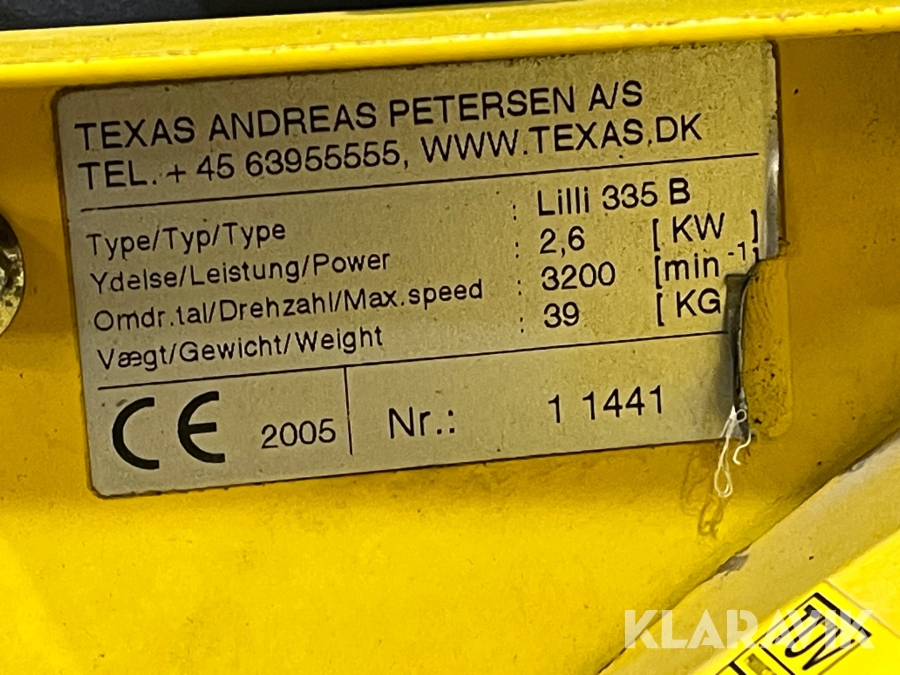 TEXAS ANDREAS PETERSEN A/S
TEL. + 45 63955555, WWW.TEXAS.DK
Type/Typ/Type : Lilli 335 B
Ydelse/Leistung/Power : 2,6 [ KW ]
Omdr.tal/Drehzahl/Max.speed : 3200 [min -1]
Vægt/Gewicht/Weight : 39 [ KG
CE 2005 Nr.: 1 1441
KLARAVIK
TÜV